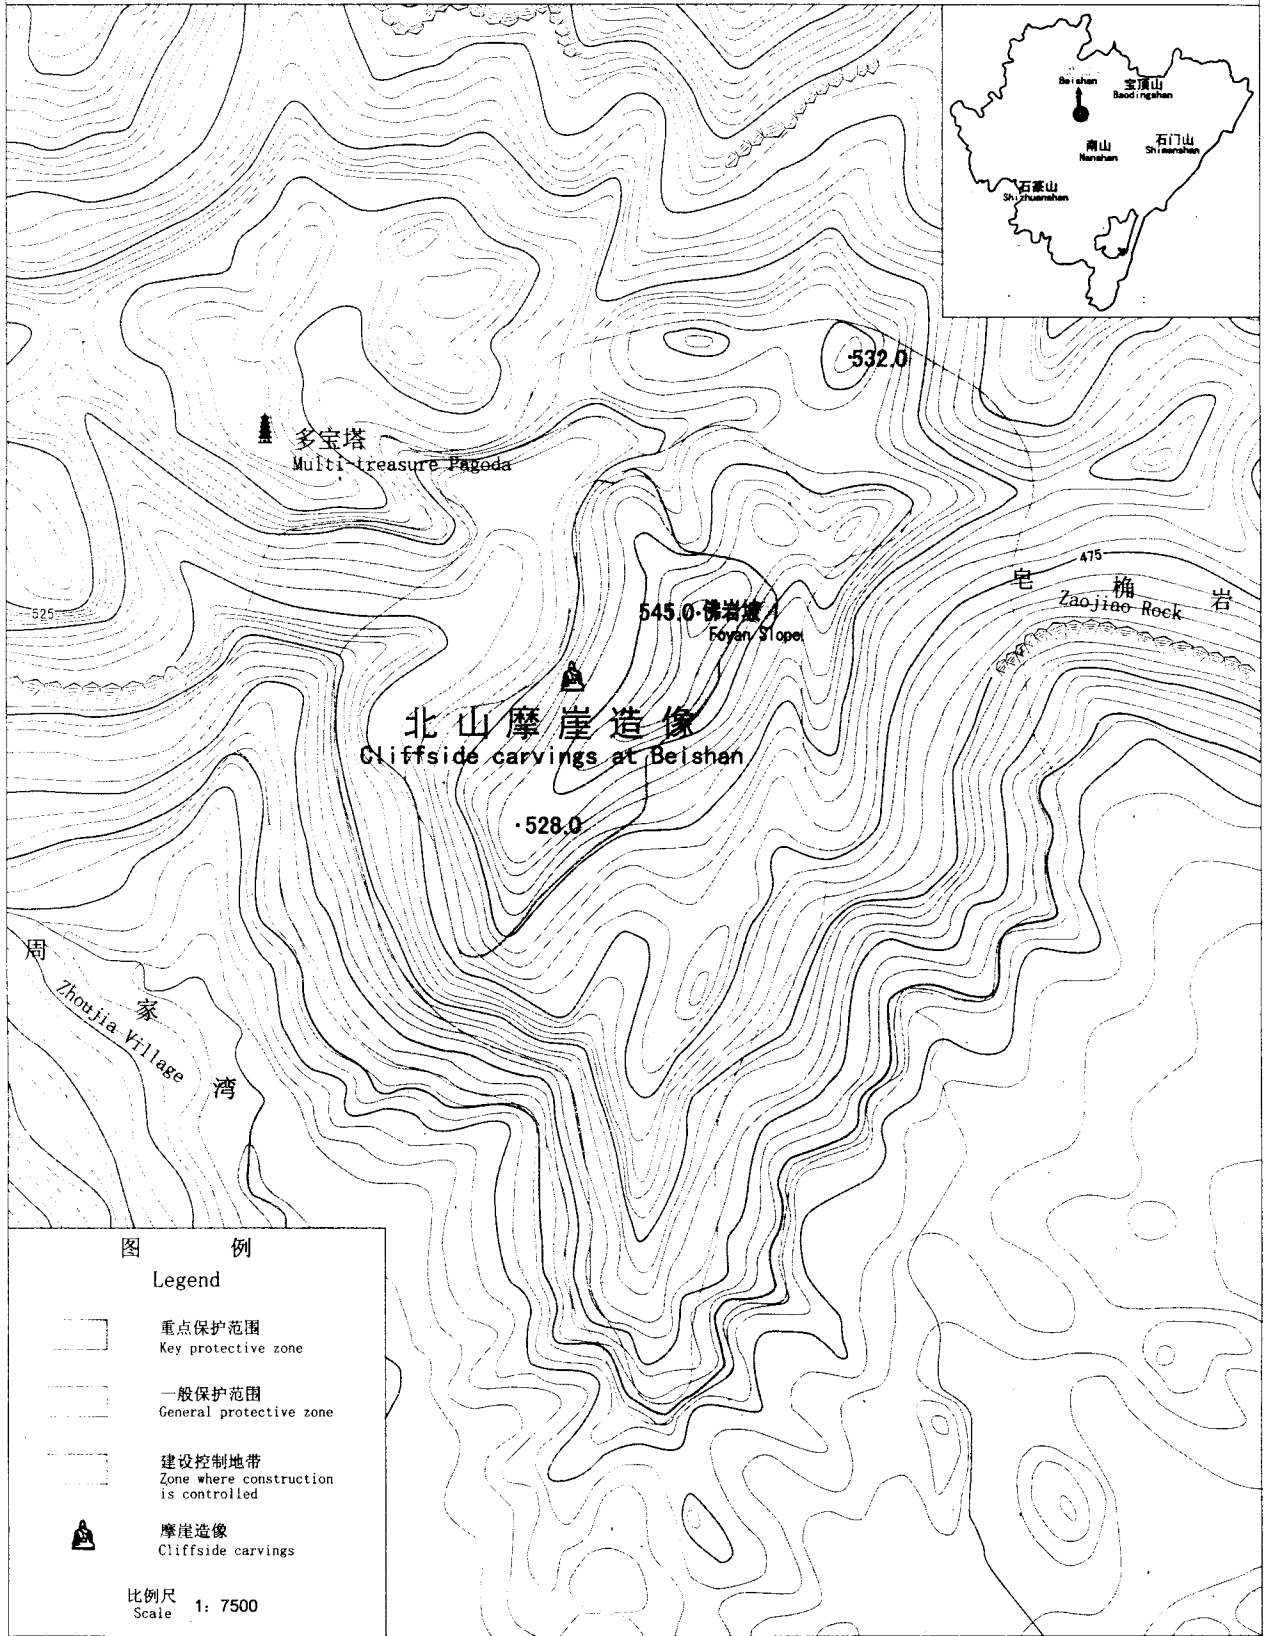 Beishan
宝顶山
Baodingshan
南山
Nanshan
石门山
Shimenshan
石篆山
Shizhuanshan
532.0
多宝塔
Multi-treasure Pagoda
475
皂 桷 岩
Zaojiao Rock
525
545.0 佛岩坡
Foyan Slope
北山摩崖造像
Cliffside carvings at Beishan
528.0
周 家 湾
Zhoujia Village
图 例
Legend
重点保护范围
Key protective zone
一般保护范围
General protective zone
建设控制地带
Zone where construction
is controlled
摩崖造像
Cliffside carvings
比例尺
Scale 1: 7500